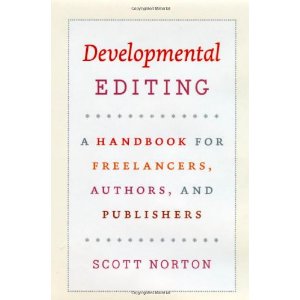 Developmental
EDITING
A HANDBOOK FOR
FREELANCERS,
AUTHORS, AND
PUBLISHERS
SCOTT NORTON